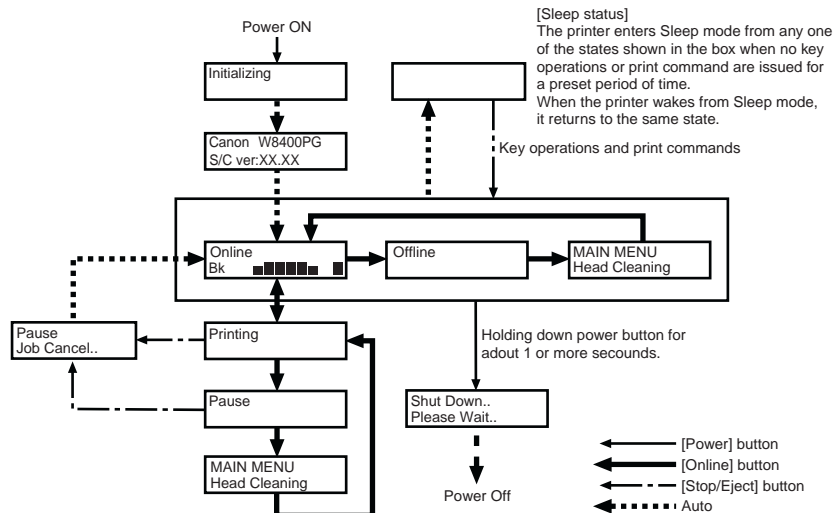 Power ON
[Sleep status]
The printer enters Sleep mode from any one
of the states shown in the box when no key
operations or print command are issued for
a preset period of time.
When the printer wakes from Sleep mode,
it returns to the same state.
Initializing
Canon W8400PG
S/C ver:XX.XX
Key operations and print commands
Online
Bk
Offline
MAIN MENU
Head Cleaning
Pause
Job Cancel..
Printing
Holding down power button for
adout 1 or more secounds.
Pause
Shut Down..
Please Wait..
MAIN MENU
Head Cleaning
Power Off
[Power] button
[Online] button
[Stop/Eject] button
Auto